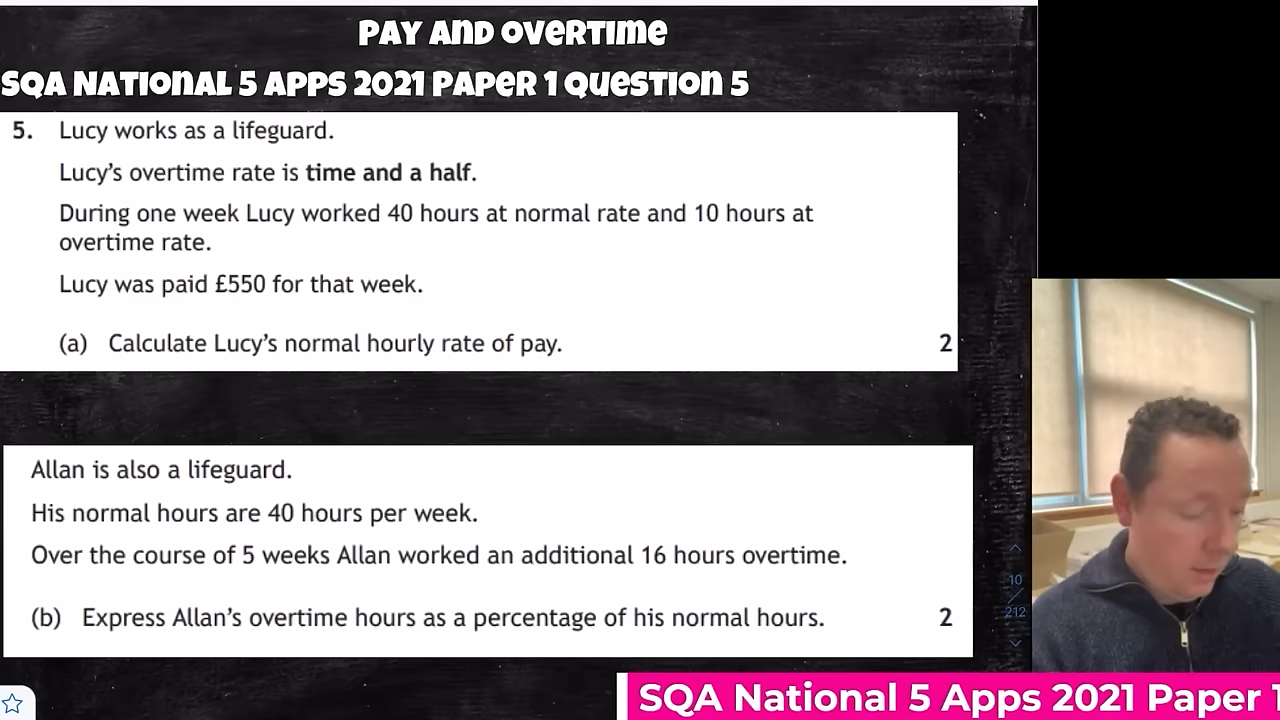 PAY AND OVERTIME
SQA NATIONAL 5 APPS 2021 PAPER 1 QUESTION 5
5. Lucy works as a lifeguard.
Lucy's overtime rate is time and a half.
During one week Lucy worked 40 hours at normal rate and 10 hours at
overtime rate.
Lucy was paid £550 for that week.
(a) Calculate Lucy's normal hourly rate of pay. 2
Allan is also a lifeguard.
His normal hours are 40 hours per week.
Over the course of 5 weeks Allan worked an additional 16 hours overtime.
(b) Express Allan's overtime hours as a percentage of his normal hours. 2
10
212
SQA National 5 Apps 2021 Paper 1